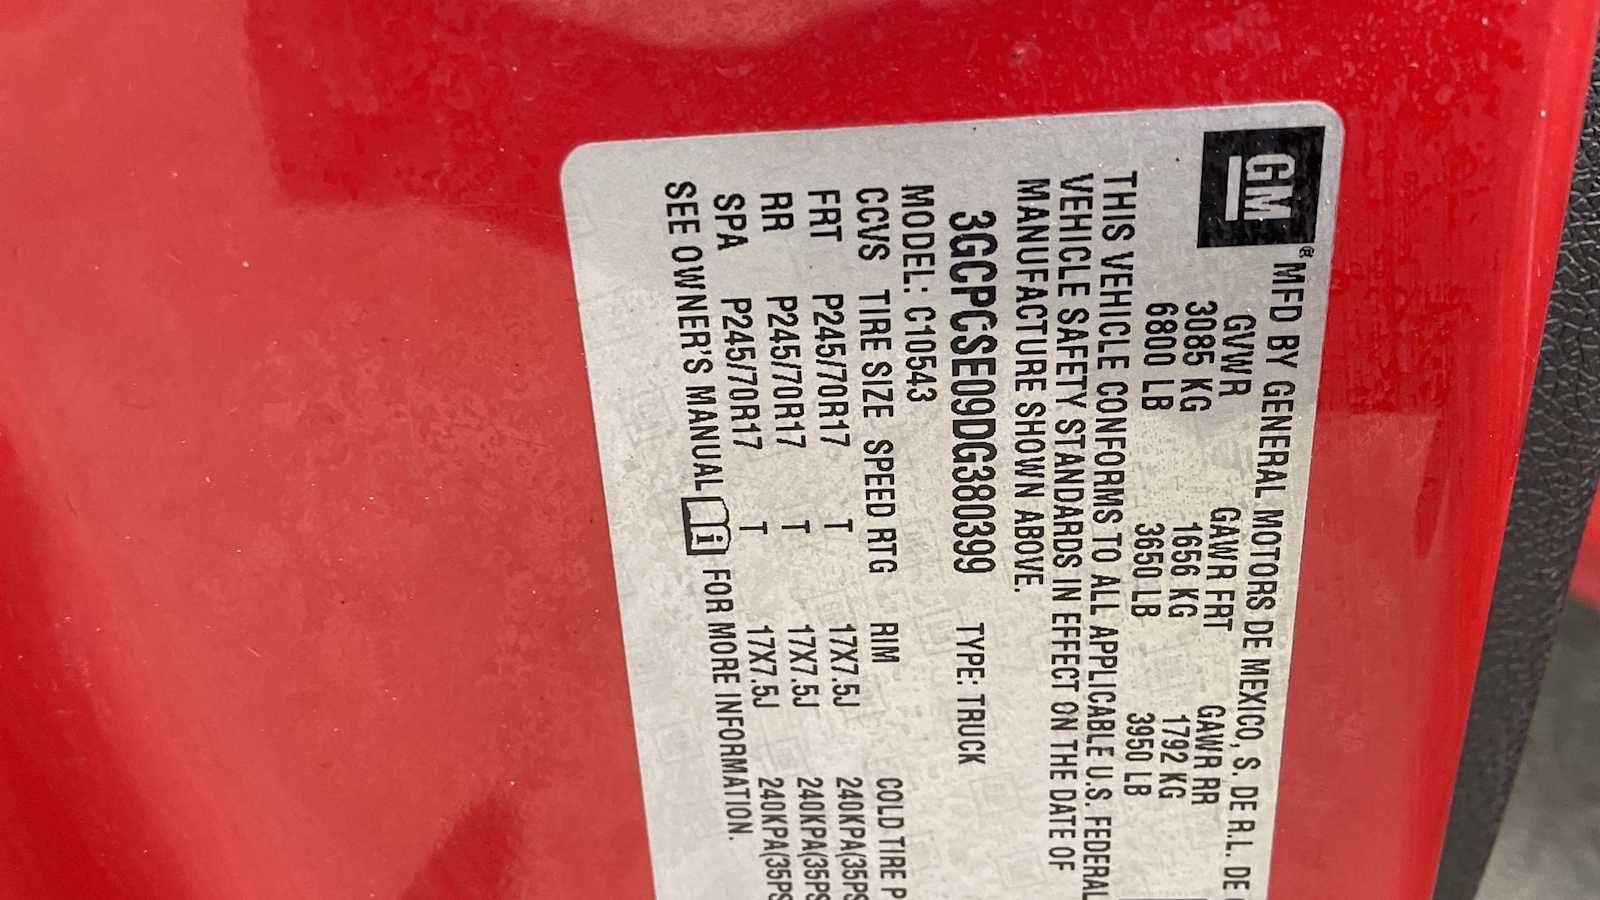 GM
® MFD BY GENERAL MOTORS DE MEXICO, S. DE R.L. DE
GVWR GAWR FRT GAWR RR
3085 KG 1656 KG 1792 KG
6800 LB 3650 LB 3950 LB
THIS VEHICLE CONFORMS TO ALL APPLICABLE U.S. FEDERAL
VEHICLE SAFETY STANDARDS IN EFFECT ON THE DATE OF
MANUFACTURE SHOWN ABOVE.
3GCPCSE09DG380399 TYPE: TRUCK
MODEL: C10543
CCVS TIRE SIZE SPEED RTG RIM COLD TIRE P
FRT P245/70R17 T 17X7.5J 240KPA(35PS
RR P245/70R17 T 17X7.5J 240KPA(35PS
SPA P245/70R17 T 17X7.5J 240KPA(35PS
SEE OWNER'S MANUAL i FOR MORE INFORMATION.